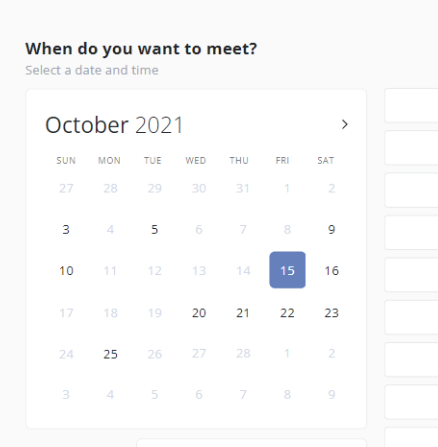 When do you want to meet?
Select a date and time
October 2021
SUN MON TUE WED THU FRI SAT
27 28 29 30 31 1 2
3 4 5 6 7 8 9
10 11 12 13 14 15 16
17 18 19 20 21 22 23
24 25 26 27 28 1 2
3 4 5 6 7 8 9